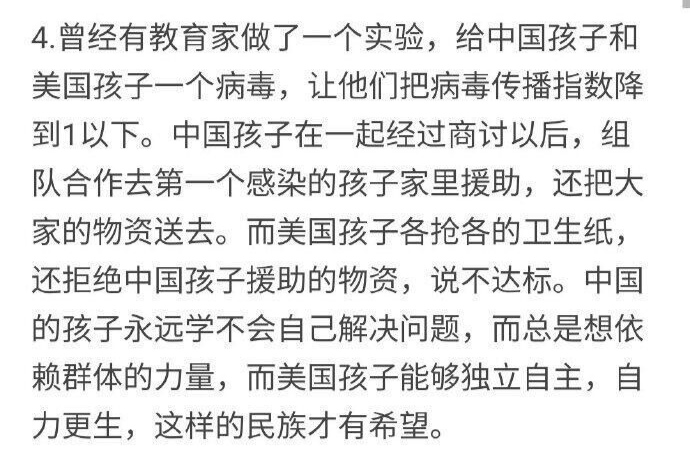 4.曾经有教育家做了一个实验，给中国孩子和
美国孩子一个病毒，让他们把病毒传播指数降
到1以下。中国孩子在一起经过商讨以后，组
队合作去第一个感染的孩子家里援助，还把大
家的物资送去。而美国孩子各抢各的卫生纸，
还拒绝中国孩子援助的物资，说不达标。中国
的孩子永远学不会自己解决问题，而总是想依
赖群体的力量，而美国孩子能够独立自主，自
力更生，这样的民族才有希望。